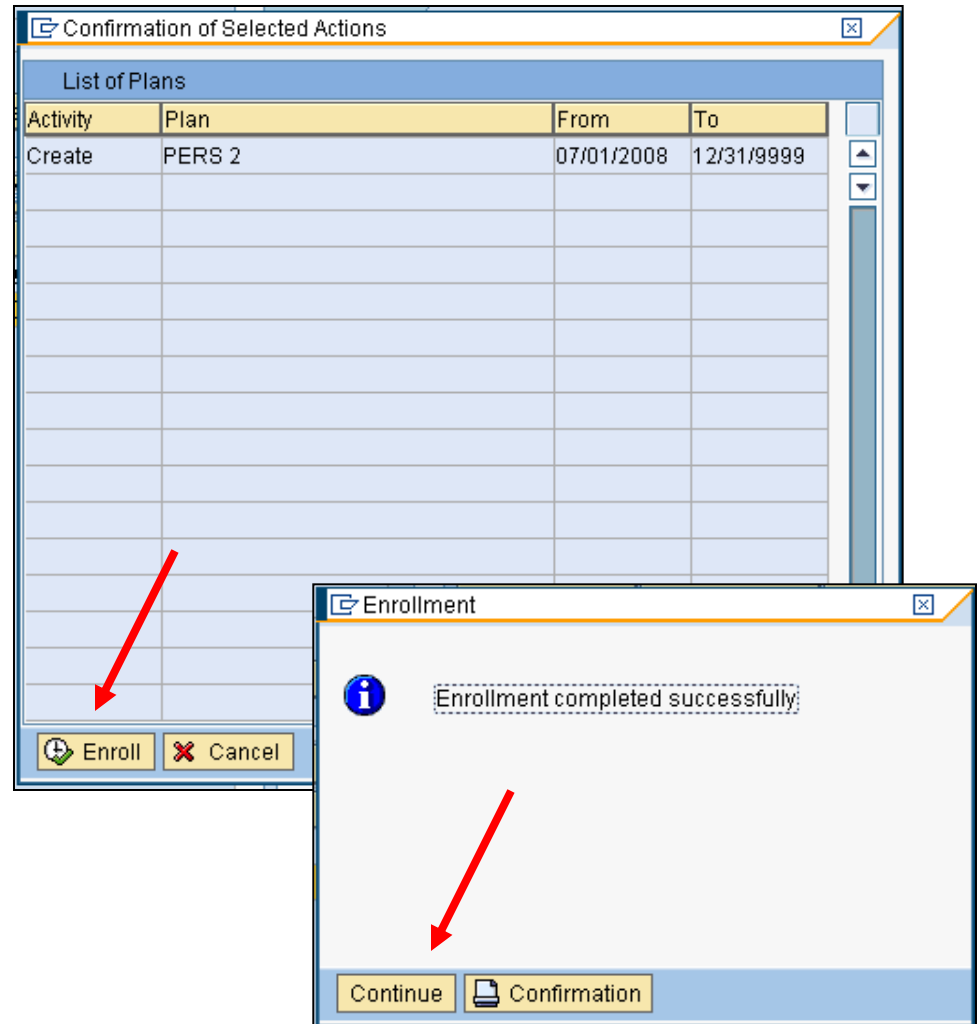 Confirmation of Selected Actions
List of Plans
Activity Plan From To
Create PERS 2 07/01/2008 12/31/9999
Enroll Cancel
Enrollment
Enrollment completed successfully
Continue Confirmation